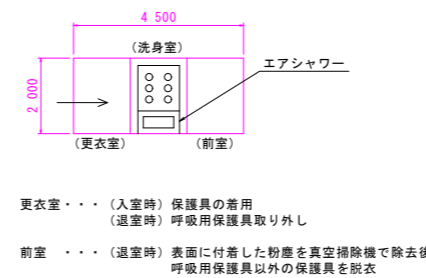 4 500
(洗身室)
エアシャワー
2 000
(更衣室)
(前室)
更衣室・・・(入室時) 保護具の着用
(退室時) 呼吸用保護具取り外し
前室 ・・・(退室時) 表面に付着した粉塵を真空掃除機で除去後
呼吸用保護具以外の保護具を脱衣